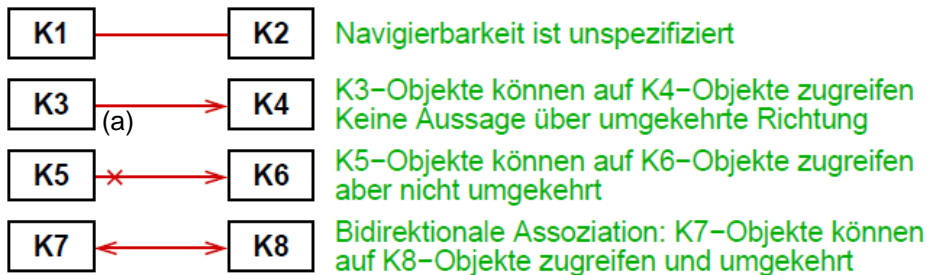 K1 K2 Navigierbarkeit ist unspezifiziert
K3 K4 K3-Objekte können auf K4-Objekte zugreifen
(a) Keine Aussage über umgekehrte Richtung
K5 K6 K5-Objekte können auf K6-Objekte zugreifen
aber nicht umgekehrt
K7 K8 Bidirektionale Assoziation: K7-Objekte können
auf K8-Objekte zugreifen und umgekehrt